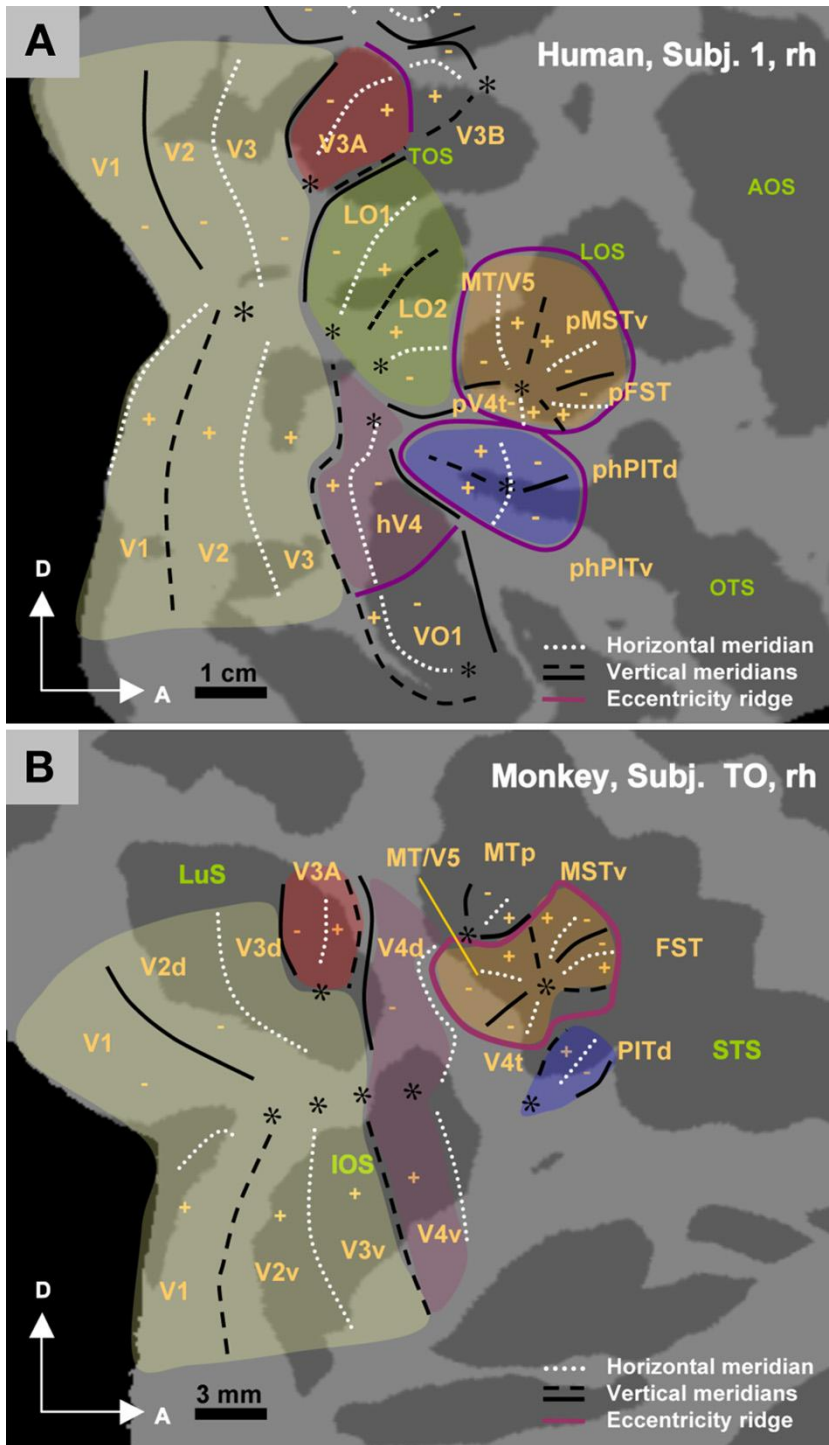 A
Human, Subj. 1, rh
V3A
V3B
TOS
V1
V2
V3
AOS
LO1
LOS
MT/V5
LO2
pMSTv
pFST
pV4t
phPITd
hV4
V1
V2
V3
phPITv
OTS
VO1
D
A
1 cm
Horizontal meridian
Vertical meridians
Eccentricity ridge
B
Monkey, Subj. TO, rh
MT/V5
MTp
LuS
V3A
MSTv
V2d
V3d
V4d
FST
V1
V4t
PITd
STS
IOS
V1
V2v
V3v
V4v
D
A
3 mm
Horizontal meridian
Vertical meridians
Eccentricity ridge